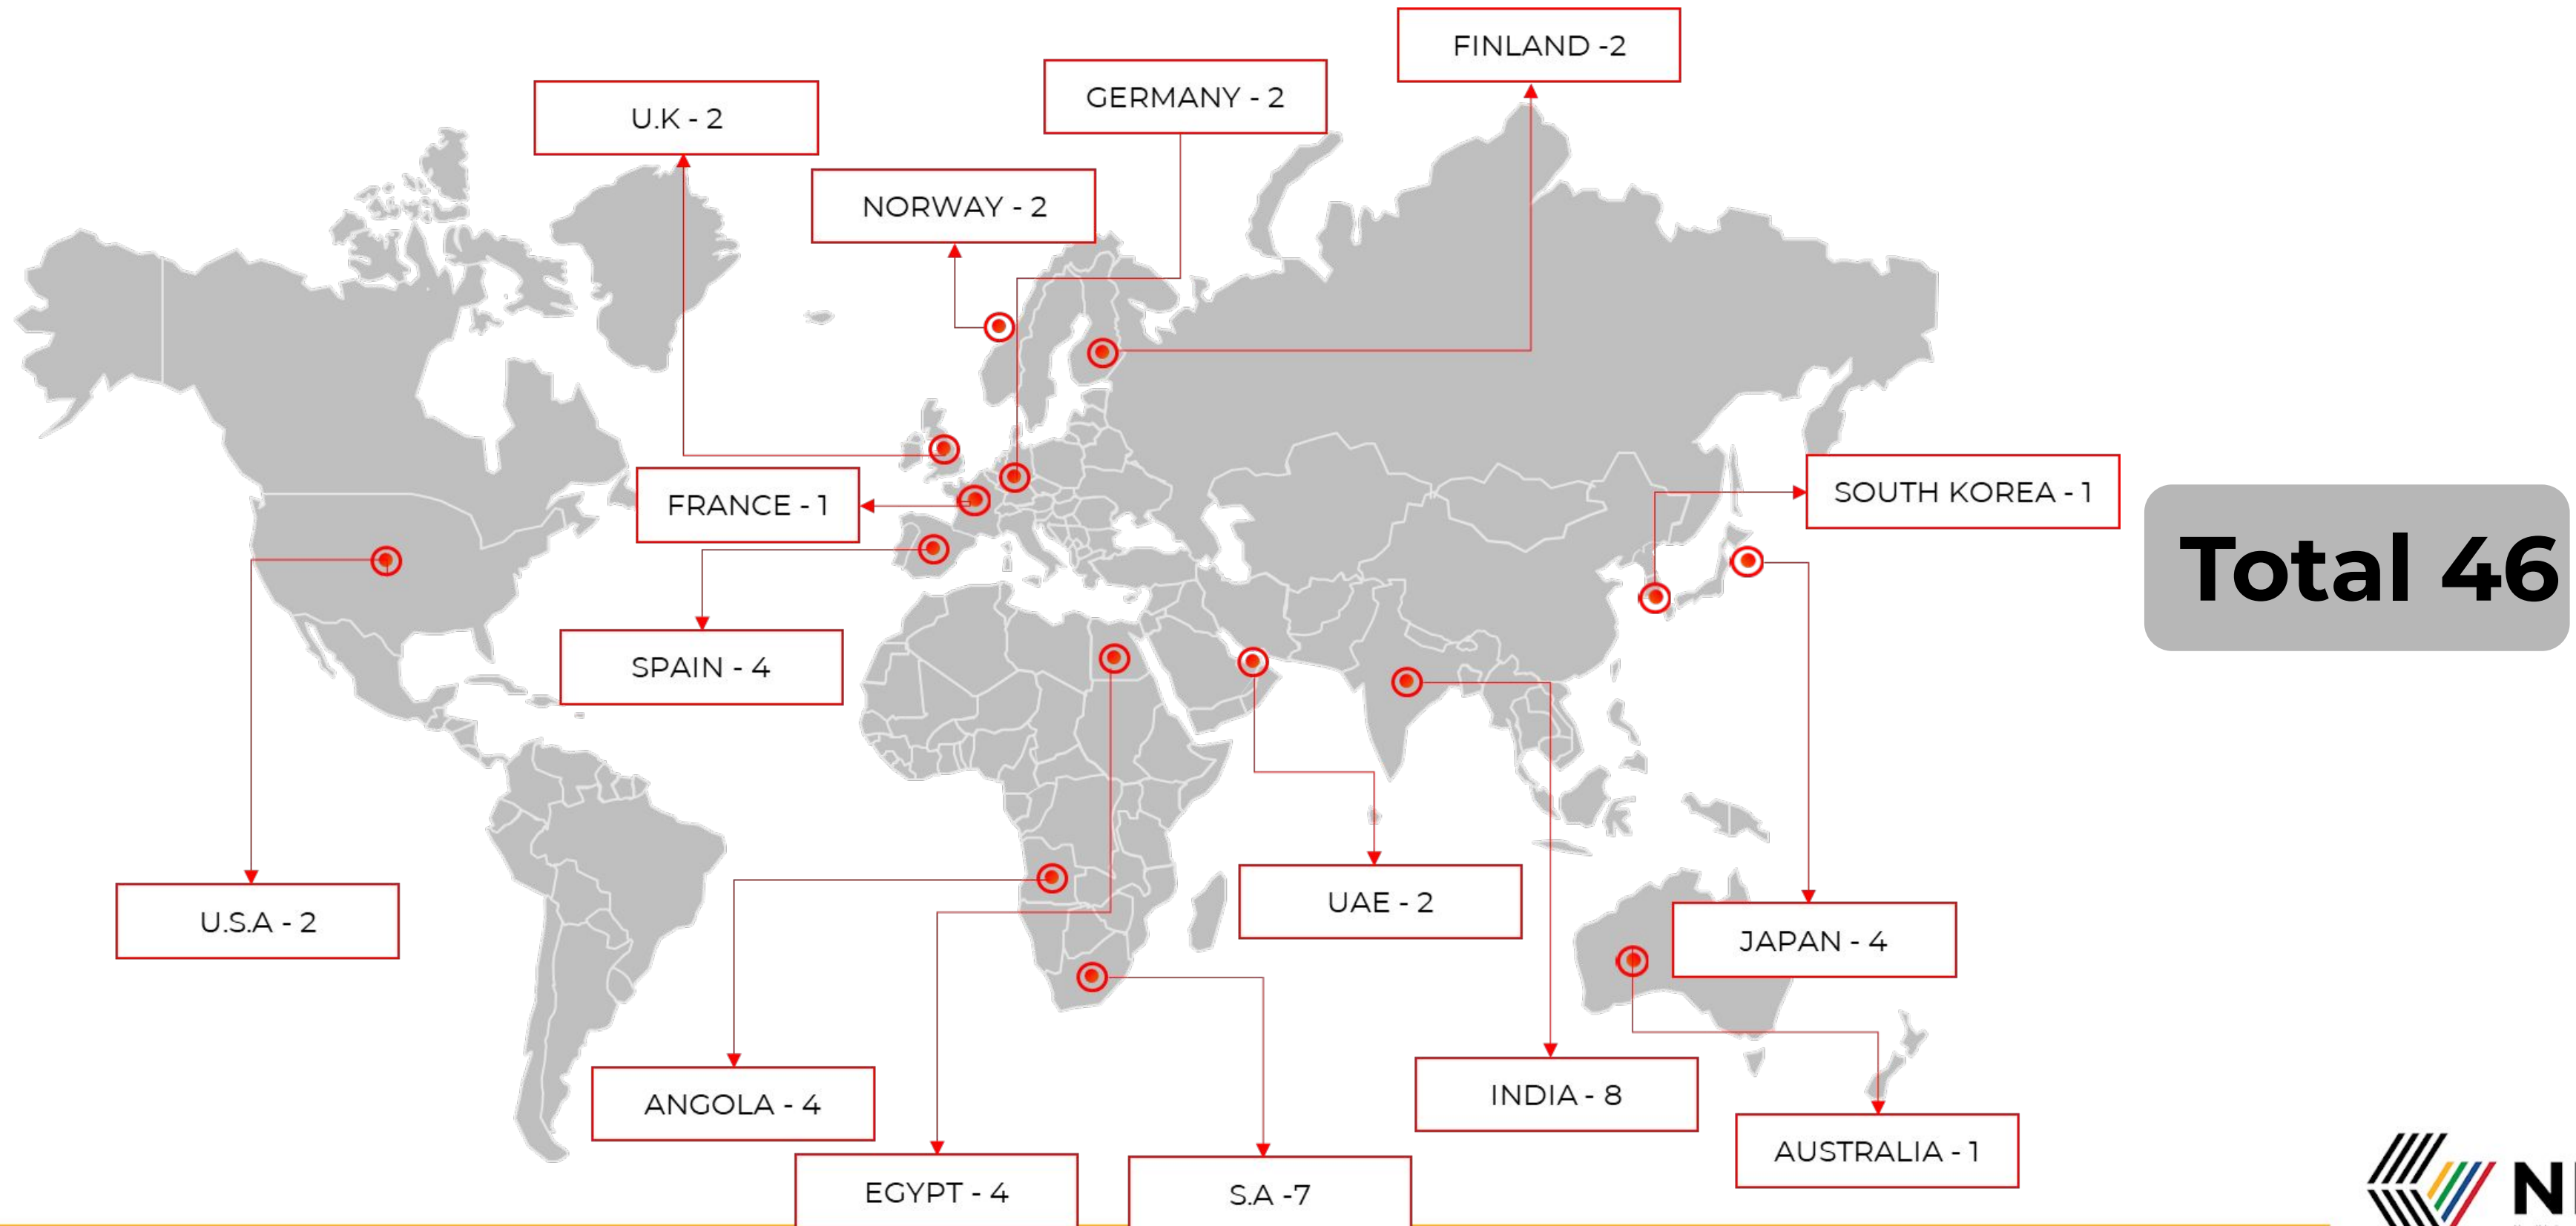 FINLAND -2
GERMANY - 2
U.K - 2
NORWAY - 2
SOUTH KOREA - 1
FRANCE - 1
Total 46
SPAIN - 4
UAE - 2
U.S.A - 2
JAPAN - 4
INDIA - 8
ANGOLA - 4
AUSTRALIA - 1
EGYPT - 4
S.A -7